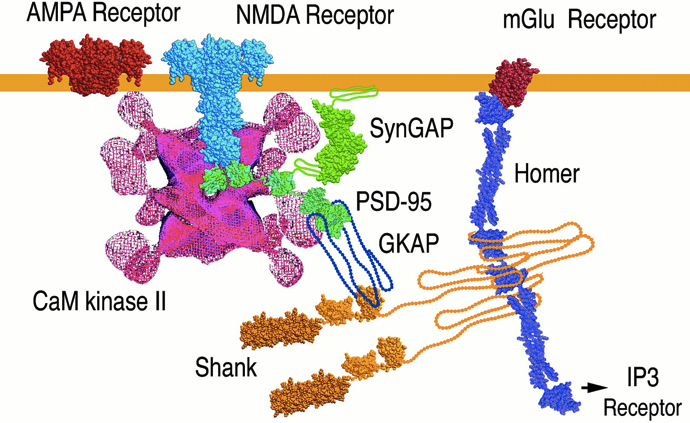 AMPA Receptor
NMDA Receptor
mGlu Receptor
SynGAP
Homer
PSD-95
GKAP
CaM kinase II
Shank
IP3
Receptor